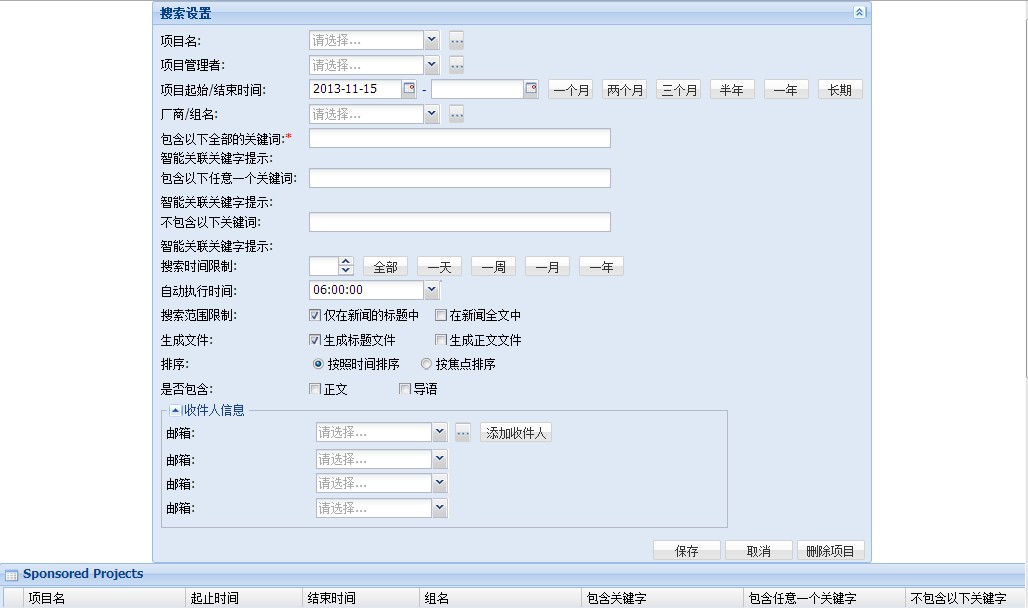 搜索设置
项目名: 请选择... ...
项目管理者: 请选择... ...
项目起始/结束时间: 2013-11-15 - 一个月 两个月 三个月 半年 一年 长期
厂商/组名: 请选择... ...
包含以下全部的关键词:*
智能关联关键字提示:
包含以下任意一个关键词:
智能关联关键字提示:
不包含以下关键词:
智能关联关键字提示:
搜索时间限制: 全部 一天 一周 一月 一年
自动执行时间: 06:00:00
搜索范围限制: 仅在新闻的标题中 在新闻全文中
生成文件: 生成标题文件 生成正文文件
排序: 按照时间排序 按焦点排序
是否包含: 正文 导语
收件人信息
邮箱: 请选择... ... 添加收件人
邮箱: 请选择...
邮箱: 请选择...
邮箱: 请选择...
保存 取消 删除项目
Sponsored Projects
项目名 起止时间 结束时间 组名 包含关键字 包含任意一个关键字 不包含以下关键字